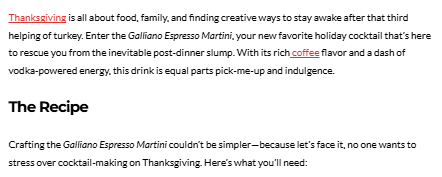 Thanksgiving is all about food, family, and finding creative ways to stay awake after that third
helping of turkey. Enter the Galliano Espresso Martini, your new favorite holiday cocktail that's here
to rescue you from the inevitable post-dinner slump. With its rich coffee flavor and a dash of
vodka-powered energy, this drink is equal parts pick-me-up and indulgence.
The Recipe
Crafting the Galliano Espresso Martini couldn't be simpler—because let's face it, no one wants to
stress over cocktail-making on Thanksgiving. Here's what you'll need: